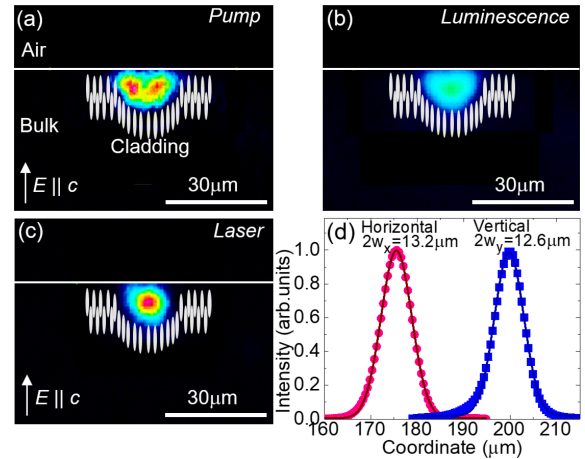 (a) Pump
Air
Bulk
Cladding
E || c
30μm
(b) Luminescence
30μm
(c) Laser
E || c
30μm
(d)
Horizontal
2wx=13.2μm
Vertical
2wy=12.6μm
Intensity (arb.units)
1.0
0.8
0.6
0.4
0.2
0.0
160 170 180 190 200 210
Coordinate (μm)